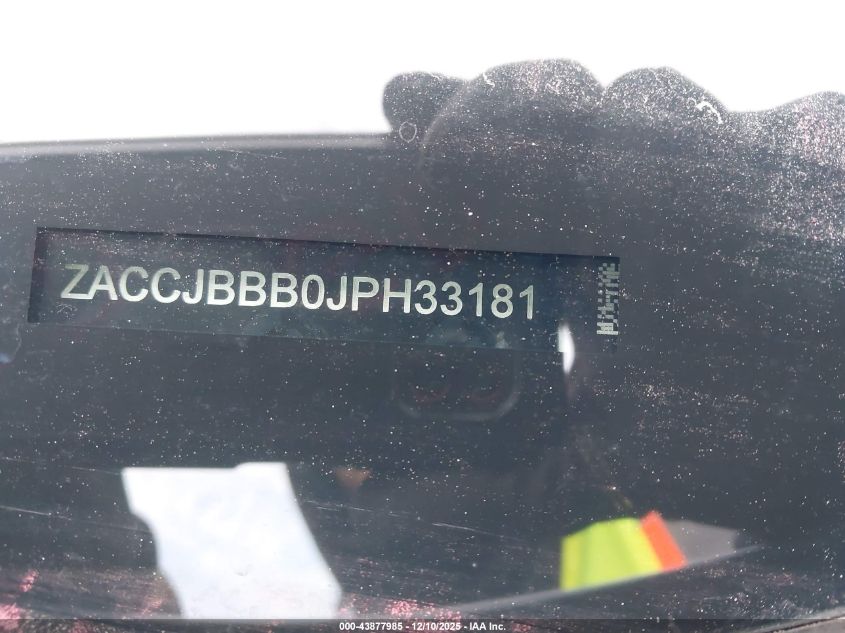 ZACCJBBB0JPH33181
000-43877985 - 12/10/2025 - IAA Inc.